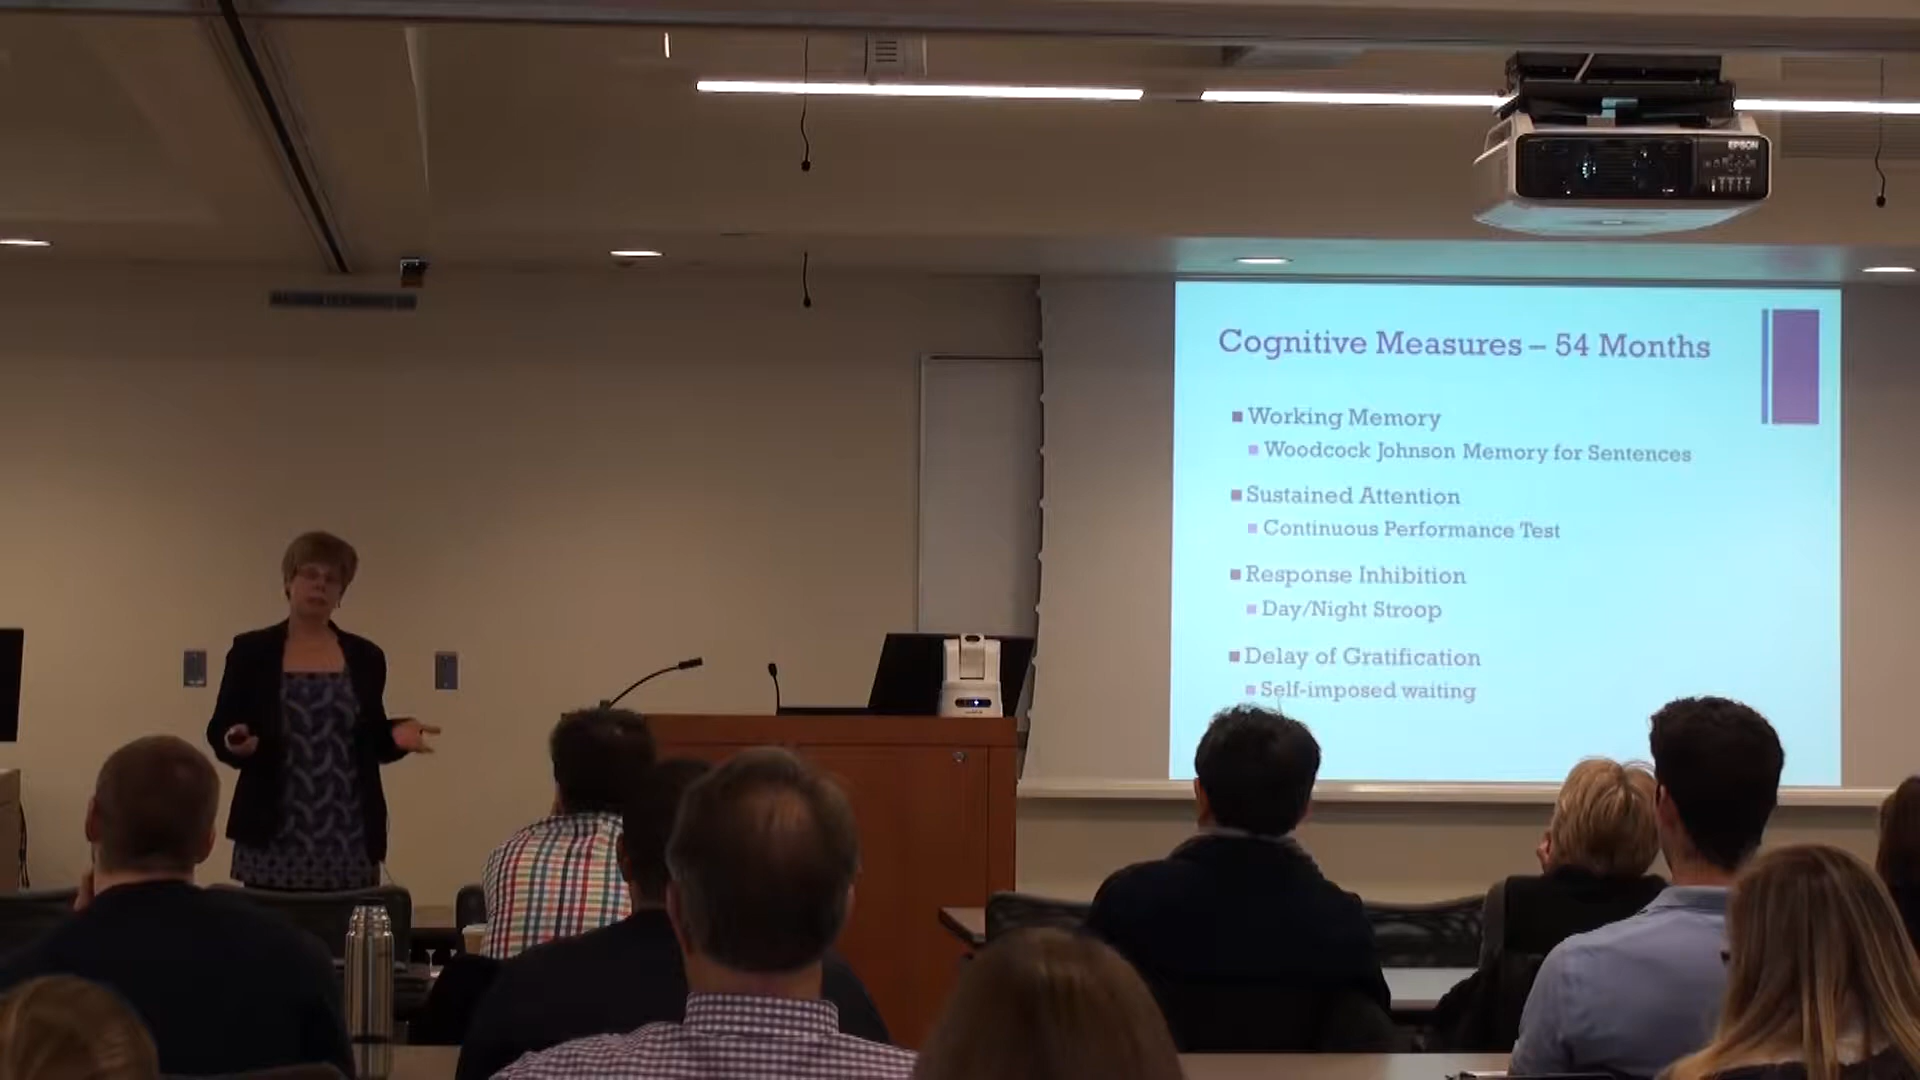 EPSON
Cognitive Measures – 54 Months
Working Memory
Woodcock Johnson Memory for Sentences
Sustained Attention
Continuous Performance Test
Response Inhibition
Day/Night Stroop
Delay of Gratification
Self-imposed waiting